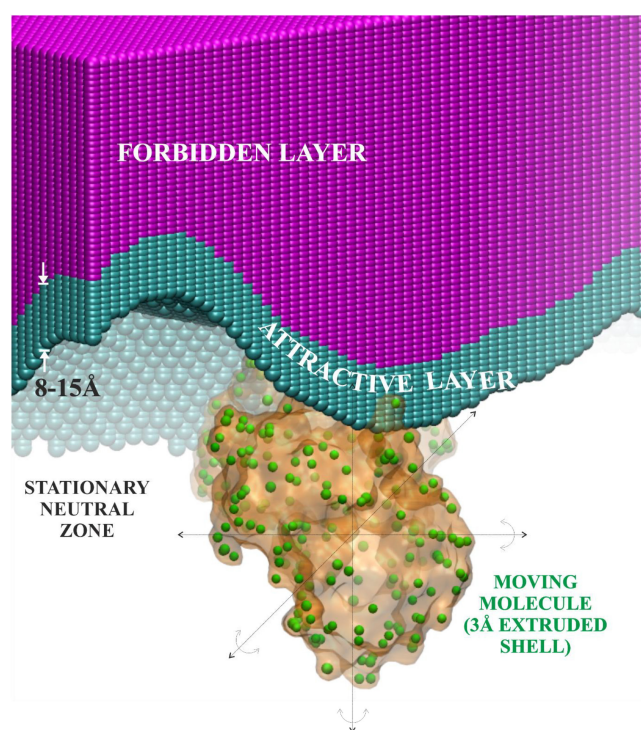 FORBIDDEN LAYER
ATTRACTIVE LAYER
8-15Å
STATIONARY
NEUTRAL
ZONE
MOVING
MOLECULE
(3Å EXTRUDED
SHELL)